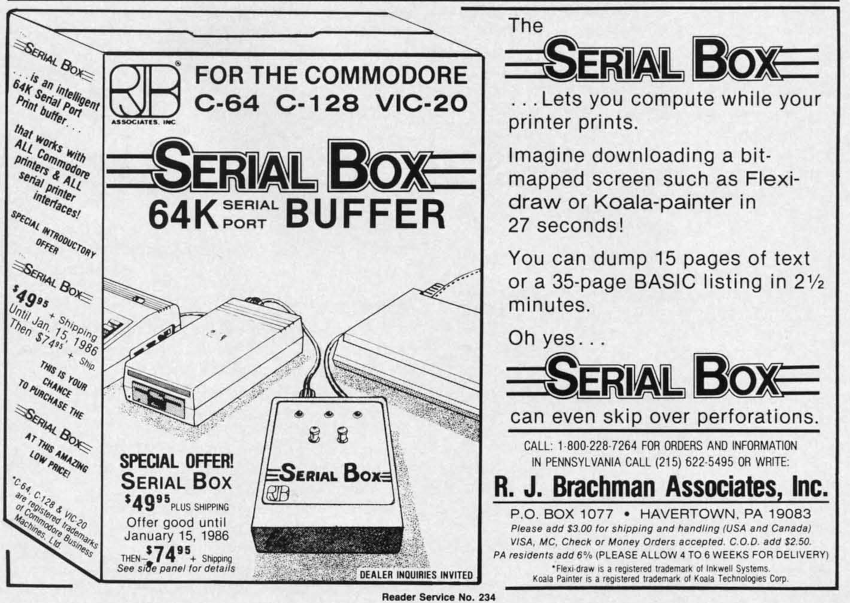 SERIAL BOX
...is an intelligent
64K Serial Port
Print buffer...
that works with
ALL Commodore
printers & ALL
serial printer
interfaces!
SPECIAL INTRODUCTORY
OFFER
SERIAL BOX
$49⁹⁵ + Shipping
Until Jan. 15, 1986
Then $74⁹⁵ + Ship.
THIS IS YOUR
CHANCE
TO PURCHASE THE
SERIAL BOX
AT THIS AMAZING
LOW PRICE!
*C-64, C-128 & VIC-20
are registered trademarks
of Commodore Business
Machines, Ltd.
RJB
ASSOCIATES, INC.
FOR THE COMMODORE
C-64 C-128 VIC-20
SERIAL BOX
64K SERIAL PORT BUFFER
SERIAL BOX
RJB
SPECIAL OFFER!
SERIAL BOX
$49⁹⁵ PLUS SHIPPING
Offer good until
January 15, 1986
THEN–$74⁹⁵ + Shipping
See side panel for details
DEALER INQUIRIES INVITED
The
SERIAL BOX
...Lets you compute while your
printer prints.
Imagine downloading a bit-
mapped screen such as Flexi-
draw or Koala-painter in
27 seconds!
You can dump 15 pages of text
or a 35-page BASIC listing in 2½
minutes.
Oh yes...
SERIAL BOX
can even skip over perforations.
CALL: 1-800-228-7264 FOR ORDERS AND INFORMATION
IN PENNSYLVANIA CALL (215) 622-5495 OR WRITE:
R. J. Brachman Associates, Inc.
P.O. BOX 1077 • HAVERTOWN, PA 19083
Please add $3.00 for shipping and handling (USA and Canada)
VISA, MC, Check or Money Orders accepted. C.O.D. add $2.50.
PA residents add 6% (PLEASE ALLOW 4 TO 6 WEEKS FOR DELIVERY)
*Flexi-draw is a registered trademark of Inkwell Systems.
Koala Painter is a registered trademark of Koala Technologies Corp.
Reader Service No. 234